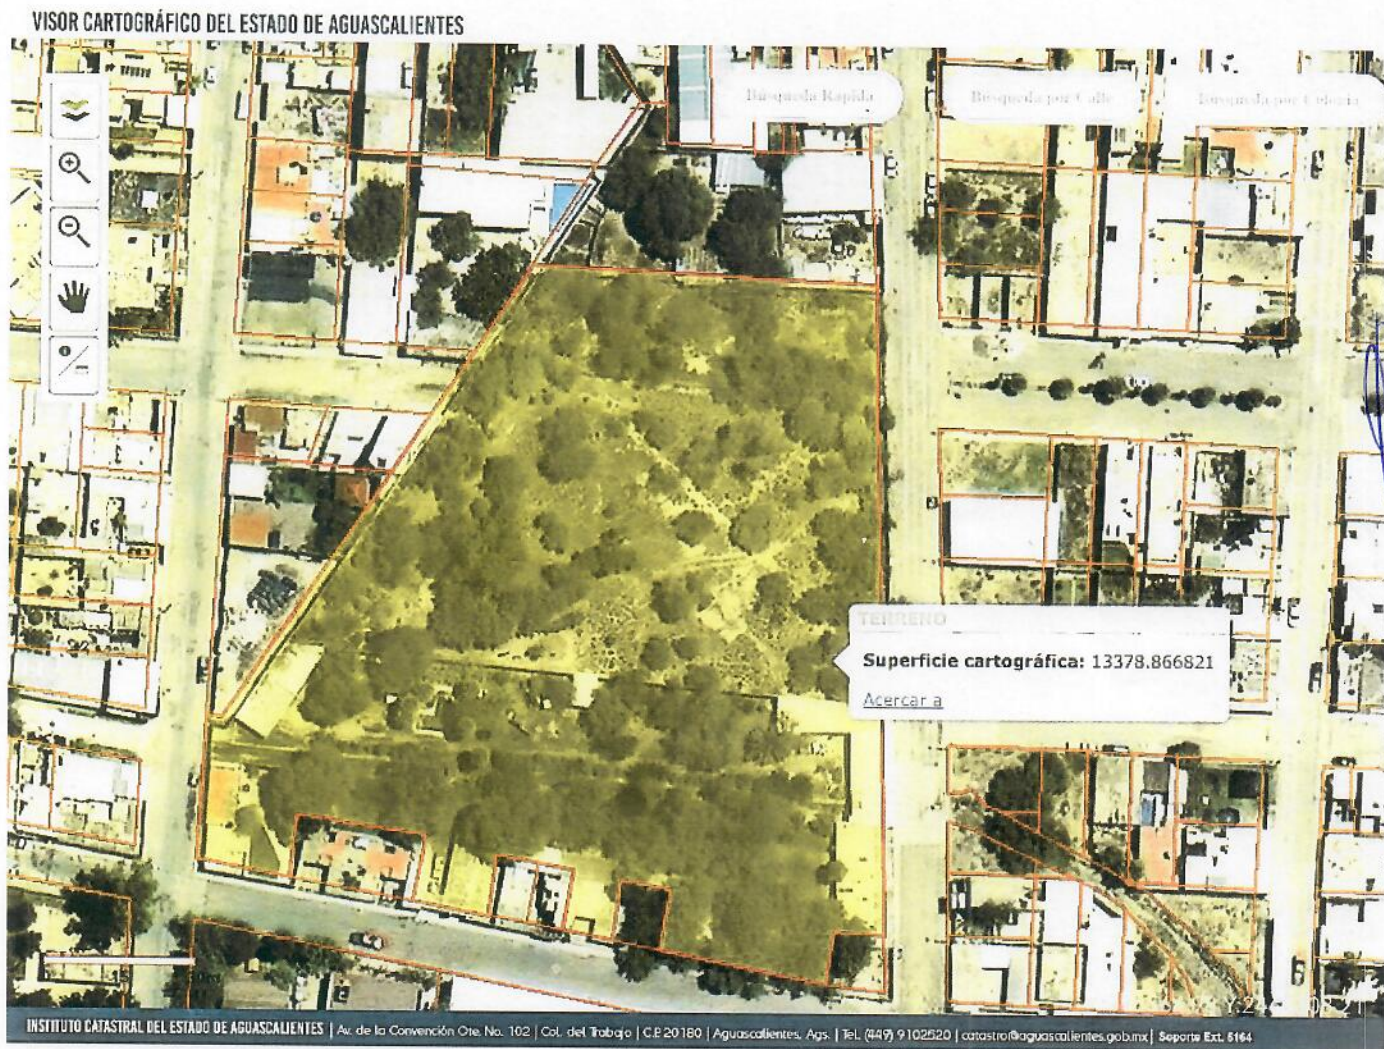 VISOR CARTOGRÁFICO DEL ESTADO DE AGUASCALIENTES
Búsqueda Rapida
Búsqueda por Calle
Búsqueda por Colonia
TERRENO
Superficie cartográfica: 13378.866821
Acercar a
INSTITUTO CATASTRAL DEL ESTADO DE AGUASCALIENTES | Av. de la Convención Ote. No. 102 | Col. del Trabajo | C.P. 20180 | Aguascalientes, Ags. | Tel. (449) 9102520 | catastro@aguascalientes.gob.mx | Soporte Ext. 5164